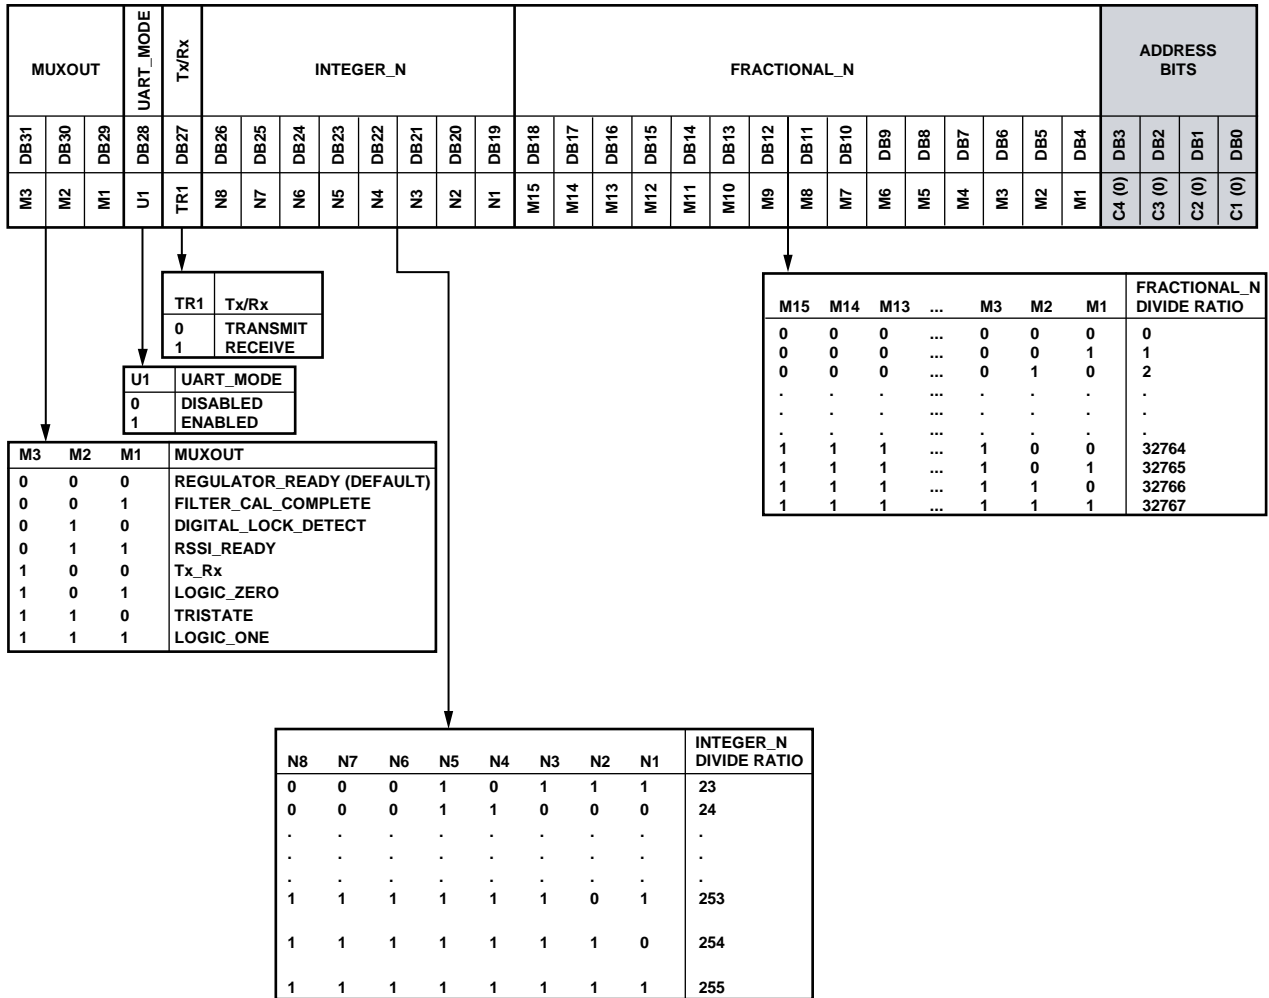 MUXOUT UART_MODE Tx/Rx INTEGER_N FRACTIONAL_N ADDRESS
BITS
DB31 DB30 DB29 DB28 DB27 DB26 DB25 DB24 DB23 DB22 DB21 DB20 DB19 DB18 DB17 DB16 DB15 DB14 DB13 DB12 DB11 DB10 DB9 DB8 DB7 DB6 DB5 DB4 DB3 DB2 DB1 DB0
M3 M2 M1 U1 TR1 N8 N7 N6 N5 N4 N3 N2 N1 M15 M14 M13 M12 M11 M10 M9 M8 M7 M6 M5 M4 M3 M2 M1 C4 (0) C3 (0) C2 (0) C1 (0)
TR1 Tx/Rx
0 TRANSMIT
1 RECEIVE
U1 UART_MODE
0 DISABLED
1 ENABLED
M3 M2 M1 MUXOUT
0 0 0 REGULATOR_READY (DEFAULT)
0 0 1 FILTER_CAL_COMPLETE
0 1 0 DIGITAL_LOCK_DETECT
0 1 1 RSSI_READY
1 0 0 Tx_Rx
1 0 1 LOGIC_ZERO
1 1 0 TRISTATE
1 1 1 LOGIC_ONE
FRACTIONAL_N
M15 M14 M13 ... M3 M2 M1 DIVIDE RATIO
0 0 0 ... 0 0 0 0
0 0 0 ... 0 0 1 1
0 0 0 ... 0 1 0 2
. . . ... . . . .
. . . ... . . . .
. . . ... . . . .
1 1 1 ... 1 0 0 32764
1 1 1 ... 1 0 1 32765
1 1 1 ... 1 1 0 32766
1 1 1 ... 1 1 1 32767
INTEGER_N
N8 N7 N6 N5 N4 N3 N2 N1 DIVIDE RATIO
0 0 0 1 0 1 1 1 23
0 0 0 1 1 0 0 0 24
. . . . . . . . .
. . . . . . . . .
. . . . . . . . .
1 1 1 1 1 1 0 1 253
1 1 1 1 1 1 1 0 254
1 1 1 1 1 1 1 1 255